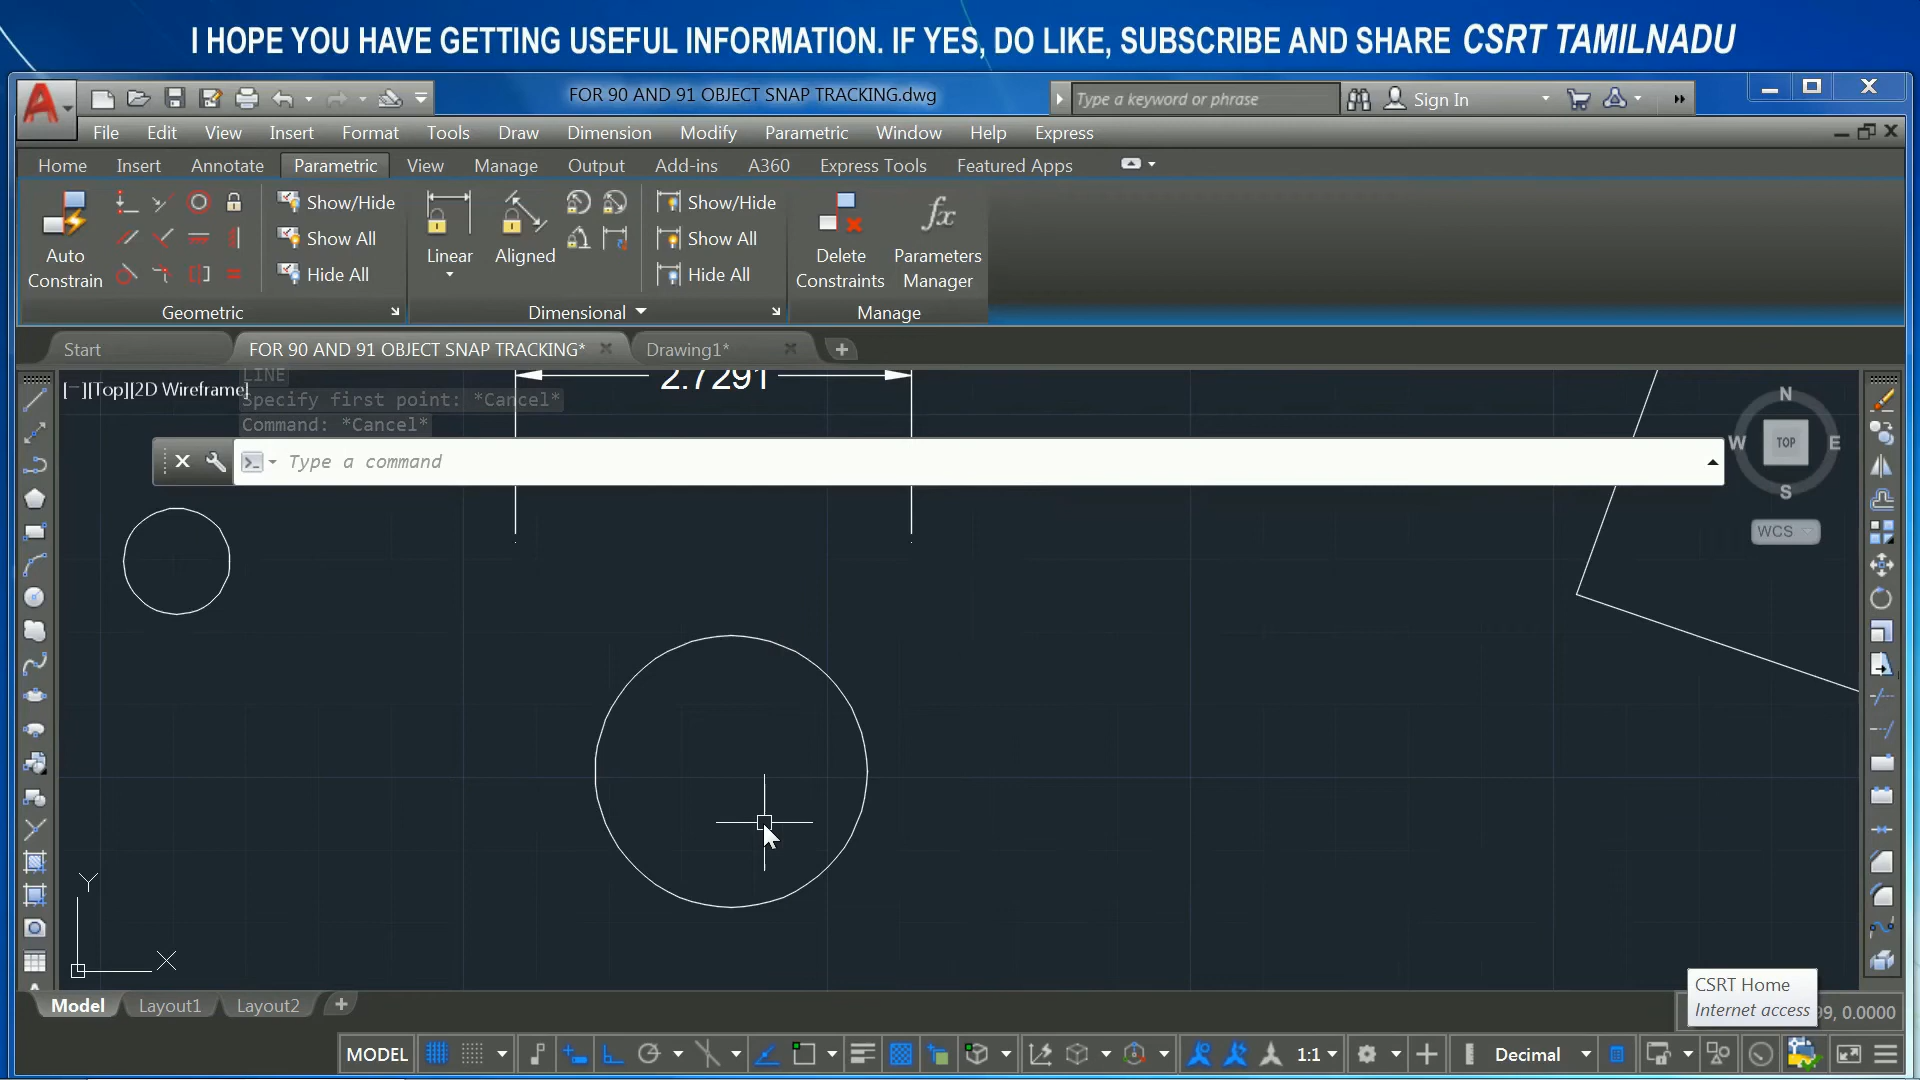 I HOPE YOU HAVE GETTING USEFUL INFORMATION. IF YES, DO LIKE, SUBSCRIBE AND SHARE CSRT TAMILNADU
FOR 90 AND 91 OBJECT SNAP TRACKING.dwg
Type a keyword or phrase
Sign In
File Edit View Insert Format Tools Draw Dimension Modify Parametric Window Help Express
Home Insert Annotate Parametric View Manage Output Add-ins A360 Express Tools Featured Apps
Auto Constrain
Show/Hide
Show All
Hide All
Geometric
Linear
Aligned
Show/Hide
Show All
Hide All
Dimensional
Delete Constraints
fx
Parameters Manager
Manage
Start
FOR 90 AND 91 OBJECT SNAP TRACKING*
Drawing1*
[−][Top][2D Wireframe]
LINE
Specify first point: *Cancel*
Command: *Cancel*
2.7291
Type a command
N
W
TOP
E
S
WCS
Y
X
CSRT Home
Internet access
99, 0.0000
Model Layout1 Layout2
MODEL
1:1
Decimal